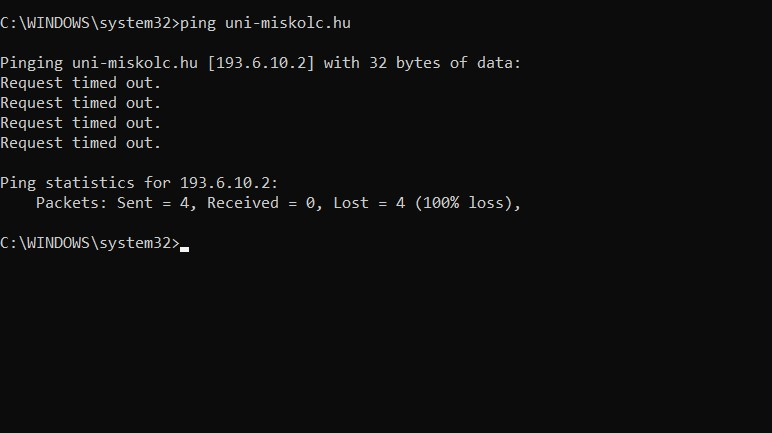 C:\WINDOWS\system32>ping uni-miskolc.hu
Pinging uni-miskolc.hu [193.6.10.2] with 32 bytes of data:
Request timed out.
Request timed out.
Request timed out.
Request timed out.
Ping statistics for 193.6.10.2:
    Packets: Sent = 4, Received = 0, Lost = 4 (100% loss),
C:\WINDOWS\system32>